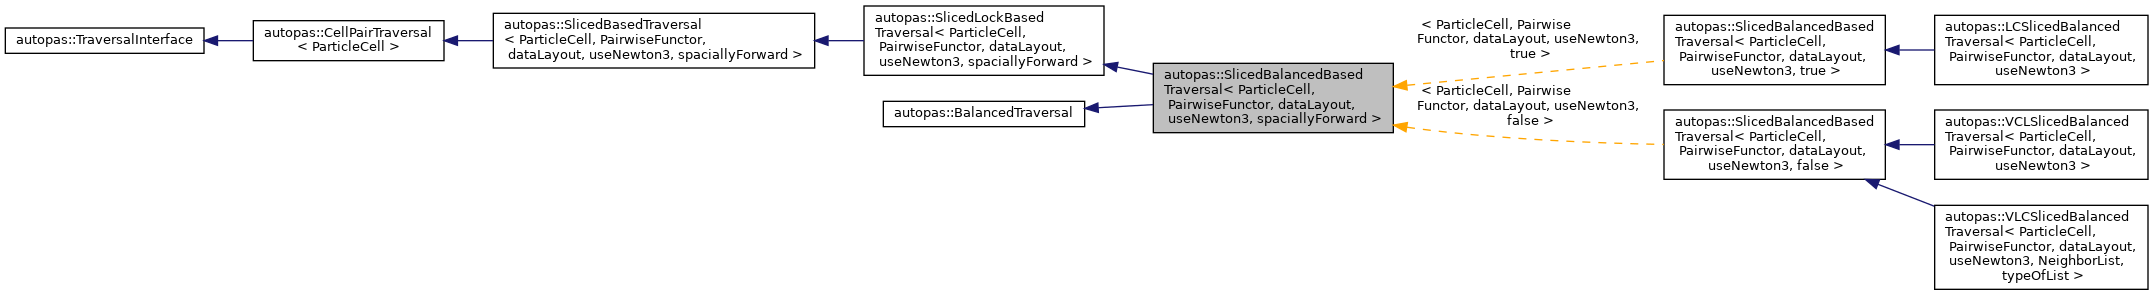 autopas::TraversalInterface
autopas::CellPairTraversal
< ParticleCell >
autopas::SlicedBasedTraversal
< ParticleCell, PairwiseFunctor,
dataLayout, useNewton3, spaciallyForward >
autopas::SlicedLockBased
Traversal< ParticleCell,
PairwiseFunctor, dataLayout,
useNewton3, spaciallyForward >
autopas::BalancedTraversal
autopas::SlicedBalancedBased
Traversal< ParticleCell,
PairwiseFunctor, dataLayout,
useNewton3, spaciallyForward >
< ParticleCell, Pairwise
Functor, dataLayout, useNewton3,
true >
< ParticleCell, Pairwise
Functor, dataLayout, useNewton3,
false >
autopas::SlicedBalancedBased
Traversal< ParticleCell,
PairwiseFunctor, dataLayout,
useNewton3, true >
autopas::SlicedBalancedBased
Traversal< ParticleCell,
PairwiseFunctor, dataLayout,
useNewton3, false >
autopas::LCSlicedBalanced
Traversal< ParticleCell,
PairwiseFunctor, dataLayout,
useNewton3 >
autopas::VCLSlicedBalanced
Traversal< ParticleCell,
PairwiseFunctor, dataLayout,
useNewton3 >
autopas::VLCSlicedBalanced
Traversal< ParticleCell,
PairwiseFunctor, dataLayout,
useNewton3, NeighborList,
typeOfList >